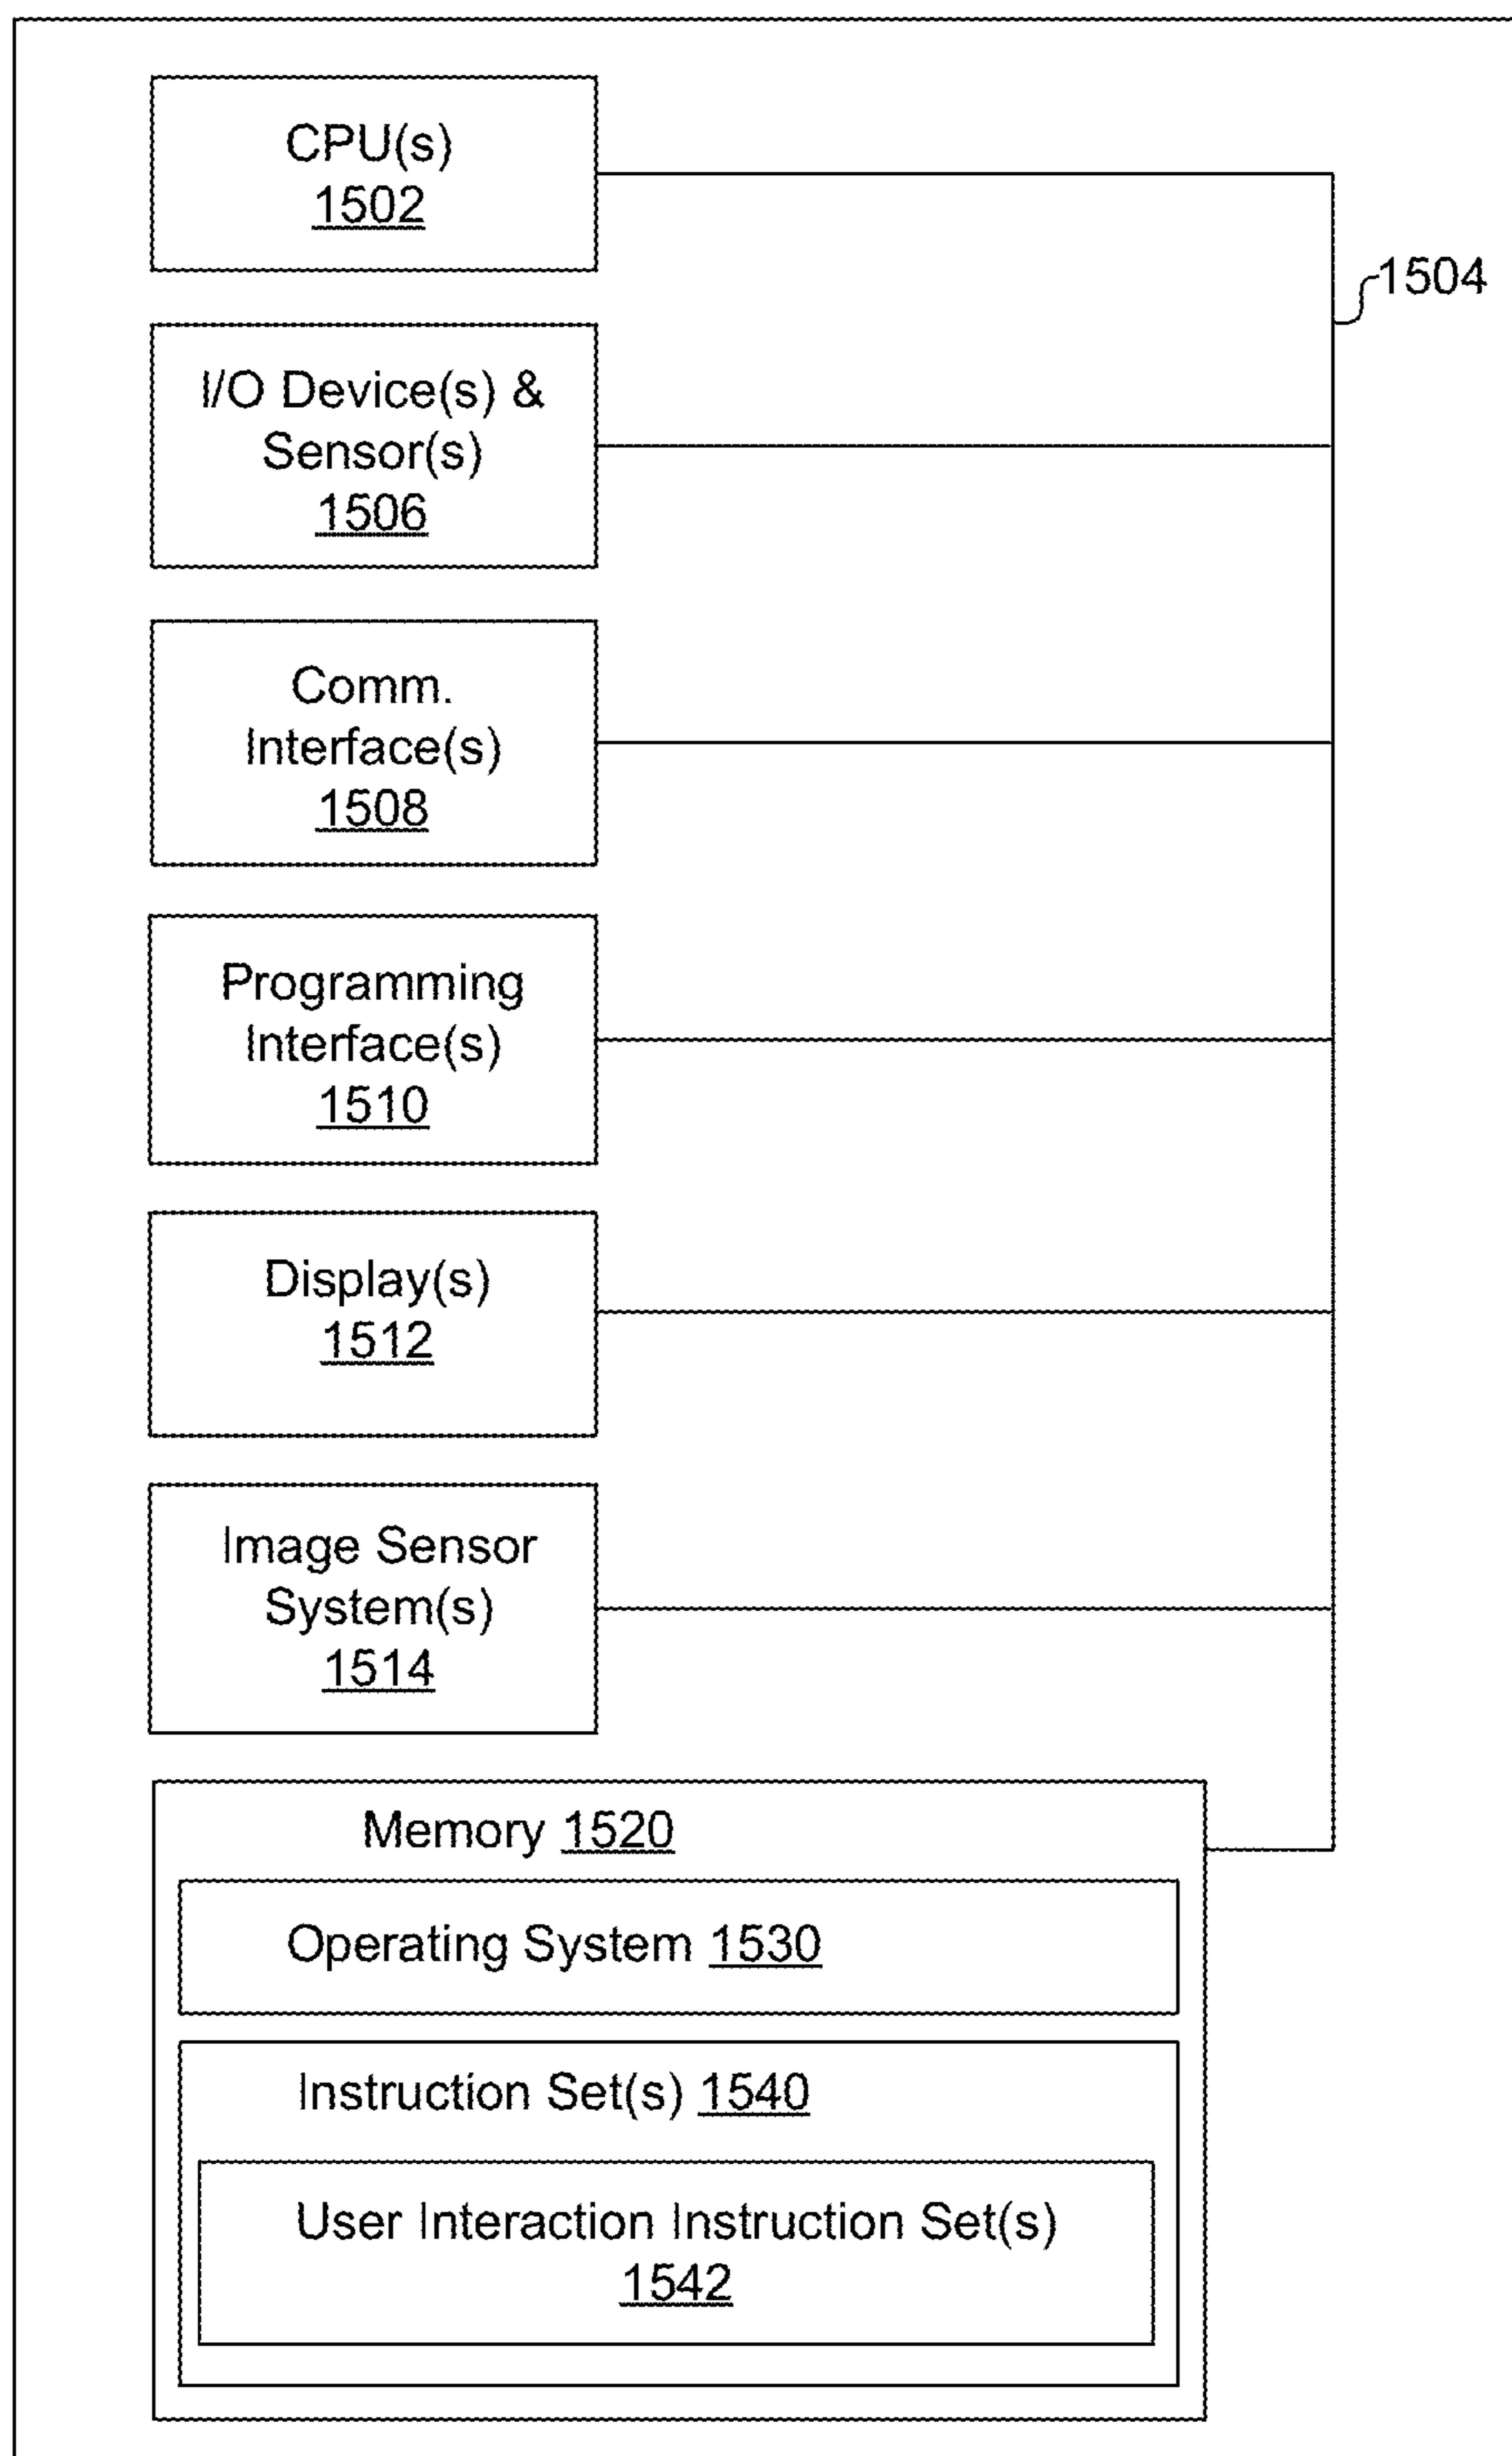 CPU(s)
1502
1504
I/O Device(s) &
Sensor(s)
1506
Comm.
Interface(s)
1508
Programming
Interface(s)
1510
Display(s)
1512
Image Sensor
System(s)
1514
Memory 1520
Operating System 1530
Instruction Set(s) 1540
User Interaction Instruction Set(s)
1542